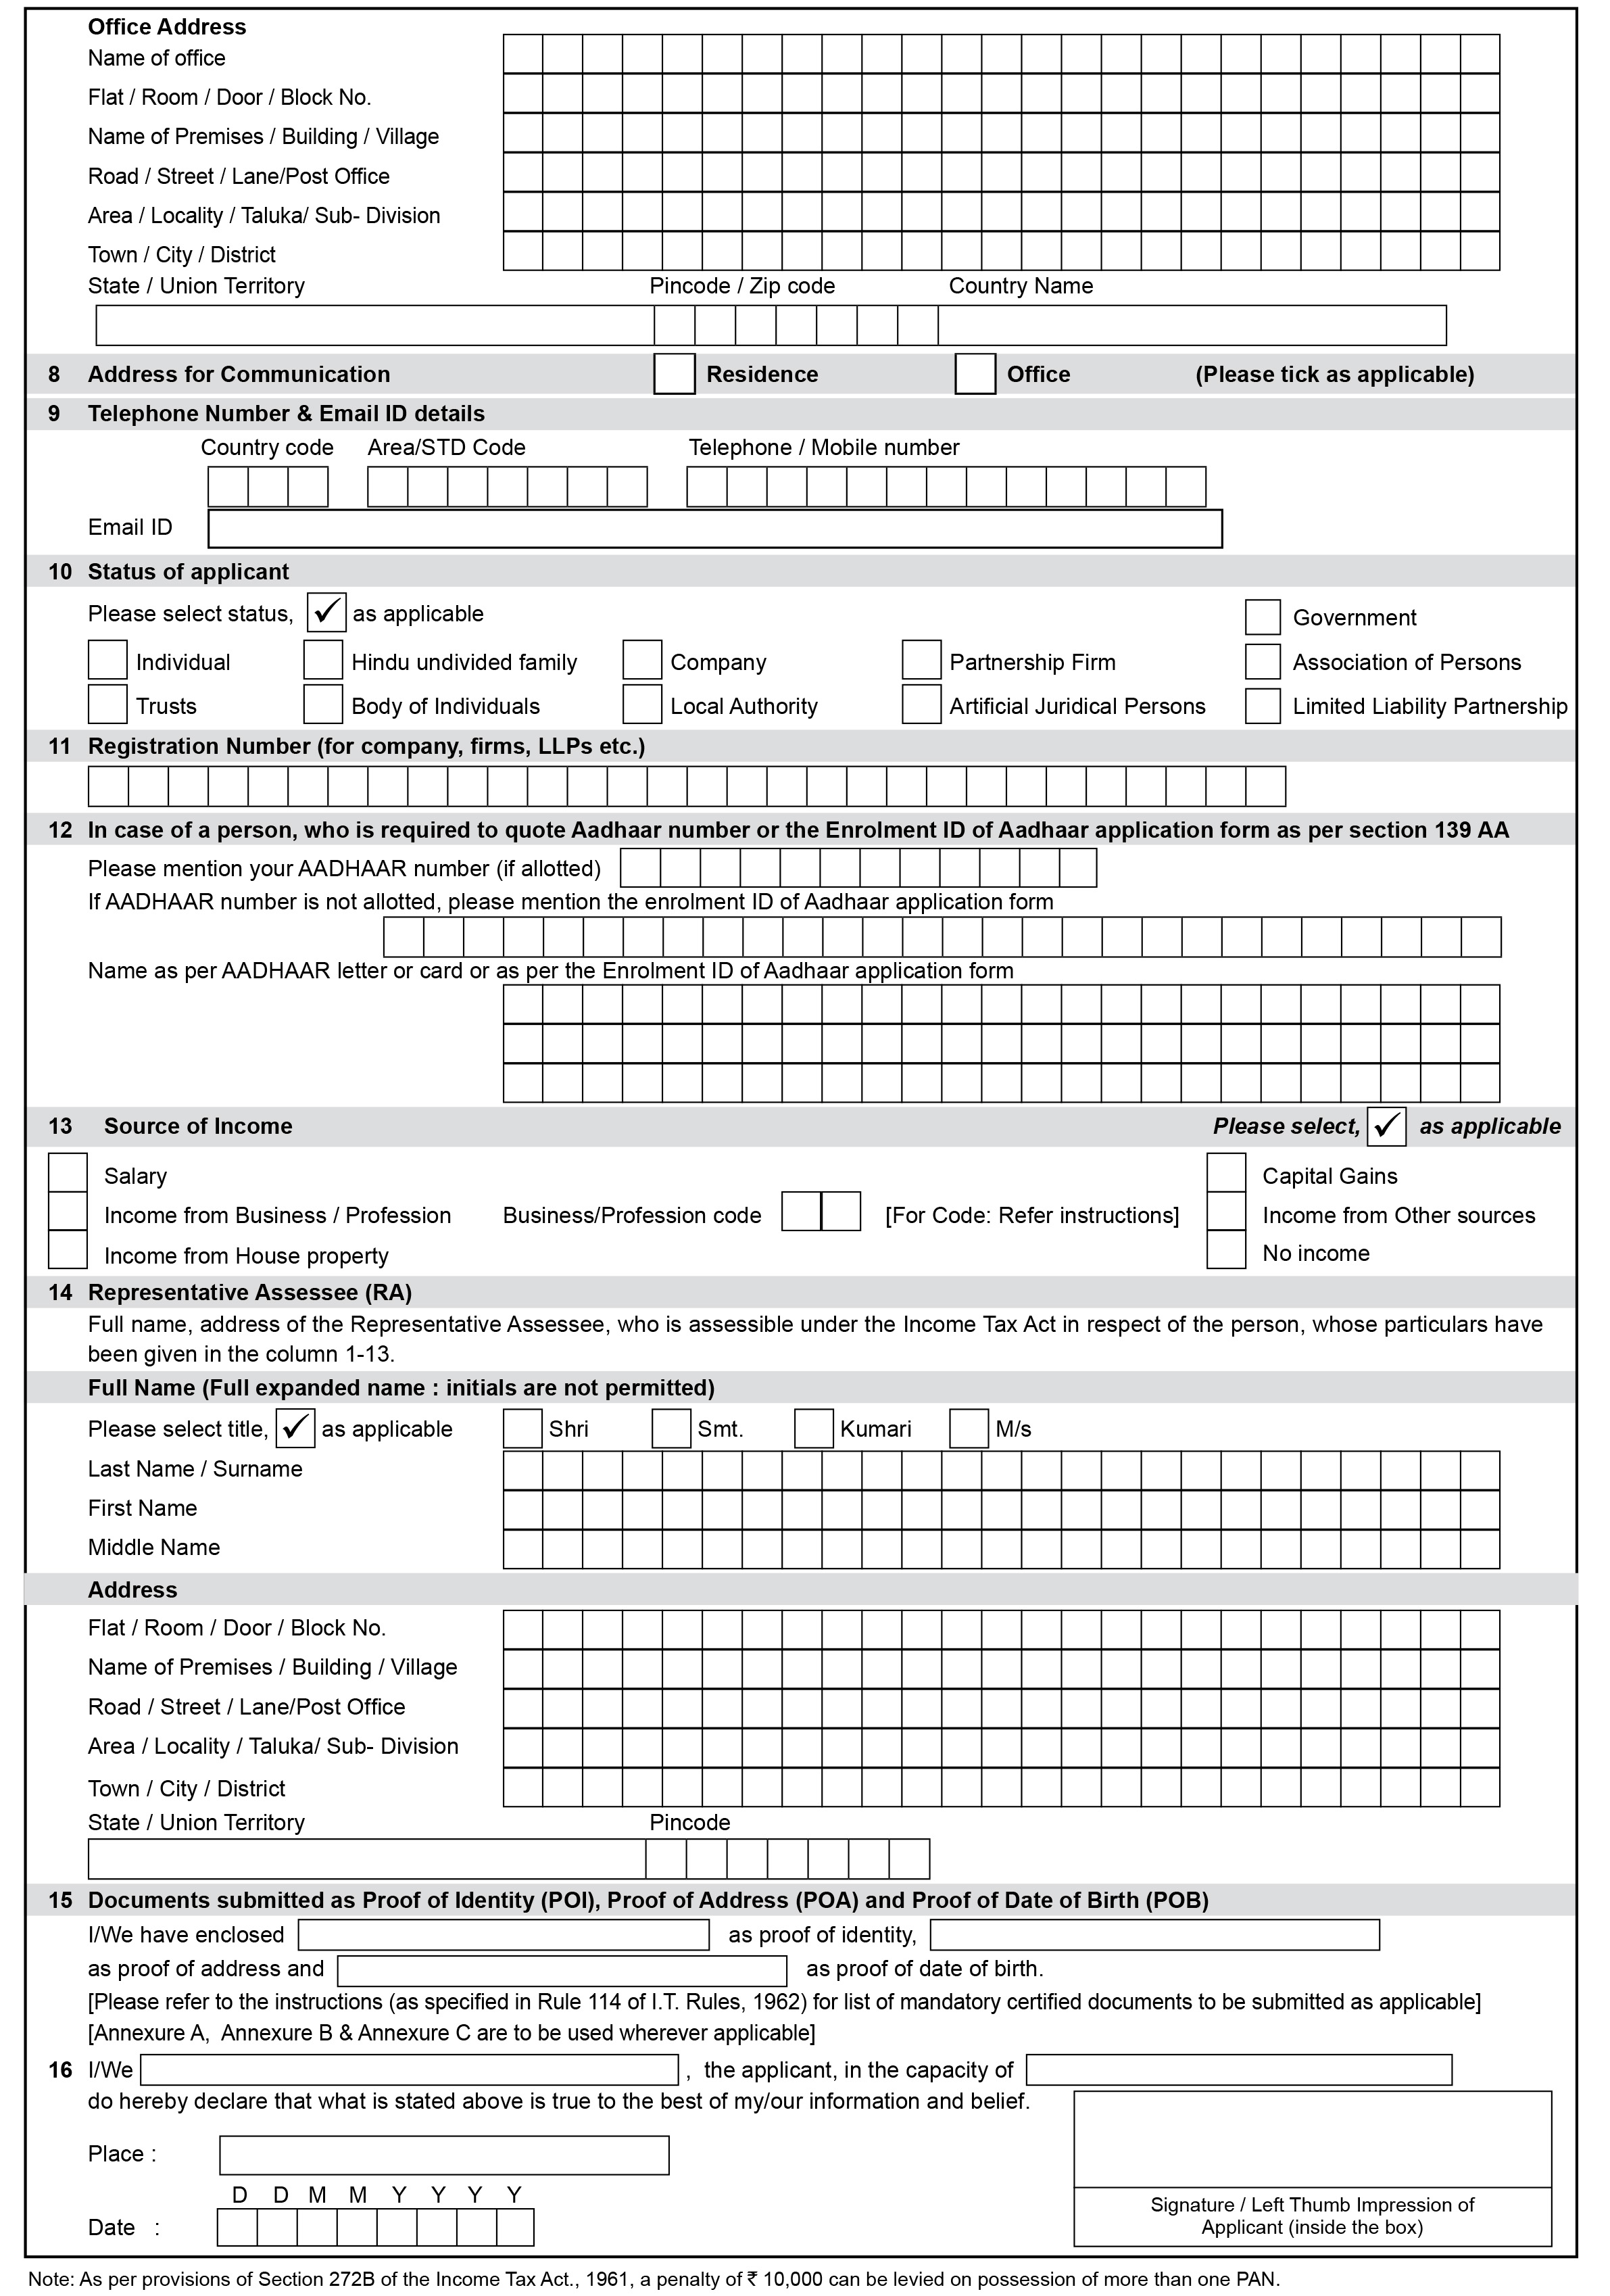 Office Address
Name of office
Flat / Room / Door / Block No.
Name of Premises / Building / Village
Road / Street / Lane/Post Office
Area / Locality / Taluka/ Sub- Division
Town / City / District
State / Union Territory Pincode / Zip code Country Name
8 Address for Communication Residence Office (Please tick as applicable)
9 Telephone Number & Email ID details
Country code Area/STD Code Telephone / Mobile number
Email ID
10 Status of applicant
Please select status, ✓ as applicable Government
Individual Hindu undivided family Company Partnership Firm Association of Persons
Trusts Body of Individuals Local Authority Artificial Juridical Persons Limited Liability Partnership
11 Registration Number (for company, firms, LLPs etc.)
12 In case of a person, who is required to quote Aadhaar number or the Enrolment ID of Aadhaar application form as per section 139 AA
Please mention your AADHAAR number (if allotted)
If AADHAAR number is not allotted, please mention the enrolment ID of Aadhaar application form
Name as per AADHAAR letter or card or as per the Enrolment ID of Aadhaar application form
13 Source of Income Please select, ✓ as applicable
Salary Capital Gains
Income from Business / Profession Business/Profession code [For Code: Refer instructions] Income from Other sources
Income from House property No income
14 Representative Assessee (RA)
Full name, address of the Representative Assessee, who is assessible under the Income Tax Act in respect of the person, whose particulars have
been given in the column 1-13.
Full Name (Full expanded name : initials are not permitted)
Please select title, ✓ as applicable Shri Smt. Kumari M/s
Last Name / Surname
First Name
Middle Name
Address
Flat / Room / Door / Block No.
Name of Premises / Building / Village
Road / Street / Lane/Post Office
Area / Locality / Taluka/ Sub- Division
Town / City / District
State / Union Territory Pincode
15 Documents submitted as Proof of Identity (POI), Proof of Address (POA) and Proof of Date of Birth (POB)
I/We have enclosed as proof of identity,
as proof of address and as proof of date of birth.
[Please refer to the instructions (as specified in Rule 114 of I.T. Rules, 1962) for list of mandatory certified documents to be submitted as applicable]
[Annexure A, Annexure B & Annexure C are to be used wherever applicable]
16 I/We , the applicant, in the capacity of
do hereby declare that what is stated above is true to the best of my/our information and belief.
Place :
D D M M Y Y Y Y
Date :
Signature / Left Thumb Impression of
Applicant (inside the box)
Note: As per provisions of Section 272B of the Income Tax Act., 1961, a penalty of ₹ 10,000 can be levied on possession of more than one PAN.